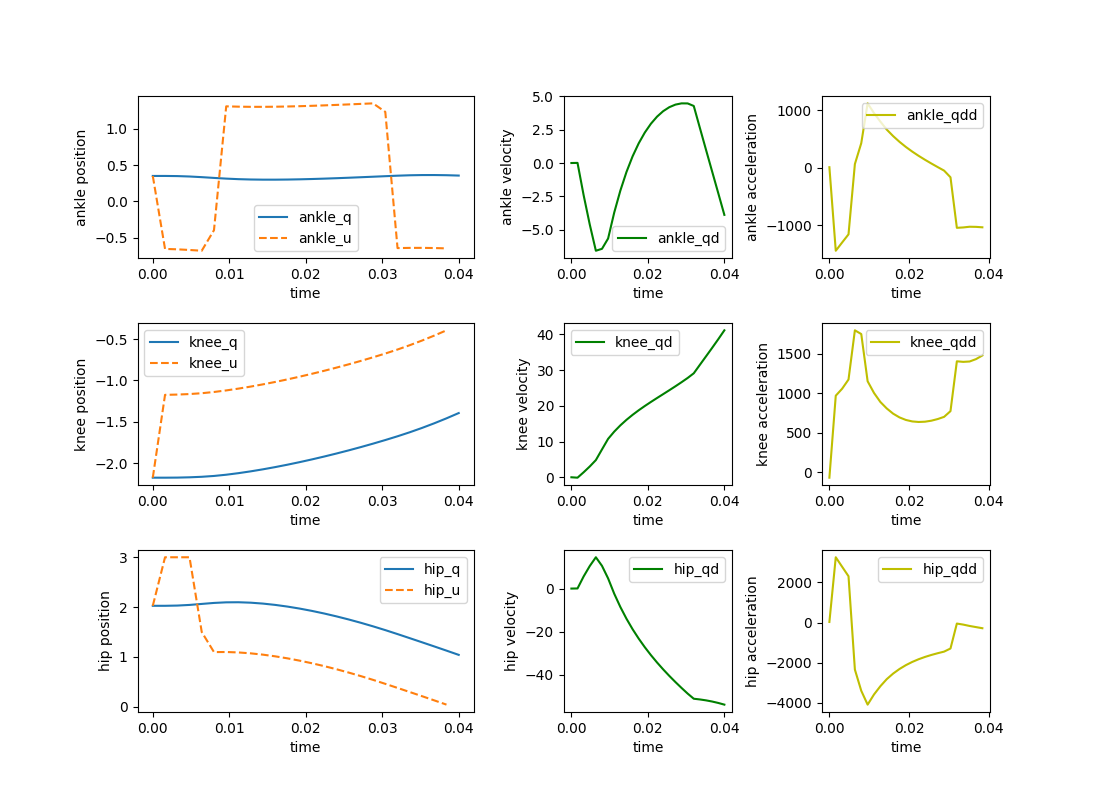 ankle position
1.0
0.5
0.0
−0.5
ankle_q
ankle_u
0.00 0.01 0.02 0.03 0.04
time
ankle velocity
5.0
2.5
0.0
−2.5
−5.0
ankle_qd
0.00 0.02 0.04
time
ankle acceleration
1000
0
−1000
ankle_qdd
0.00 0.02 0.04
time
knee position
−0.5
−1.0
−1.5
−2.0
knee_q
knee_u
0.00 0.01 0.02 0.03 0.04
time
knee velocity
40
30
20
10
0
knee_qd
0.00 0.02 0.04
time
knee acceleration
1500
1000
500
0
knee_qdd
0.00 0.02 0.04
time
hip position
3
2
1
0
hip_q
hip_u
0.00 0.01 0.02 0.03 0.04
time
hip velocity
0
−20
−40
hip_qd
0.00 0.02 0.04
time
hip acceleration
2000
0
−2000
−4000
hip_qdd
0.00 0.02 0.04
time